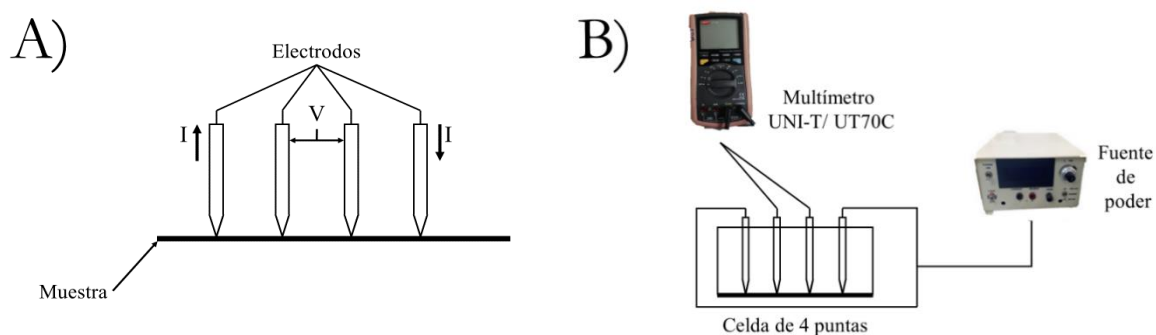 A)
Electrodos
V
I
I
Muestra
B)
Multímetro
UNI-T/ UT70C
Fuente
de
poder
Celda de 4 puntas